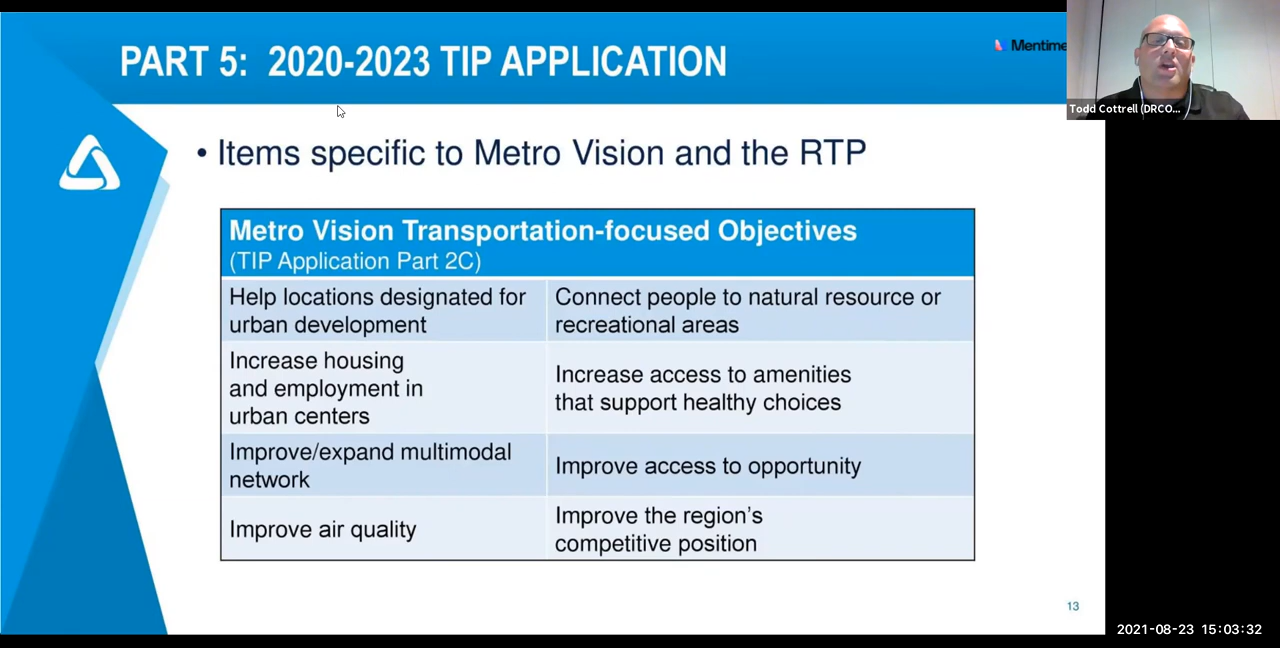 PART 5: 2020-2023 TIP APPLICATION
Mentime
Todd Cottrell (DRCO...
• Items specific to Metro Vision and the RTP
Metro Vision Transportation-focused Objectives
(TIP Application Part 2C)
Help locations designated for
urban development
Connect people to natural resource or
recreational areas
Increase housing
and employment in
urban centers
Increase access to amenities
that support healthy choices
Improve/expand multimodal
network
Improve access to opportunity
Improve air quality
Improve the region's
competitive position
13
2021-08-23 15:03:32